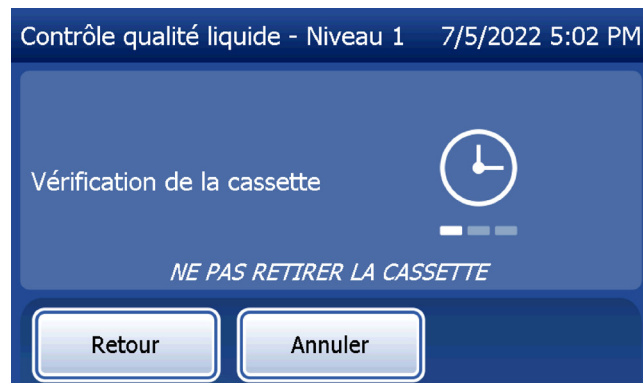 Contrôle qualité liquide - Niveau 1 7/5/2022 5:02 PM
Vérification de la cassette
NE PAS RETIRER LA CASSETTE
Retour Annuler